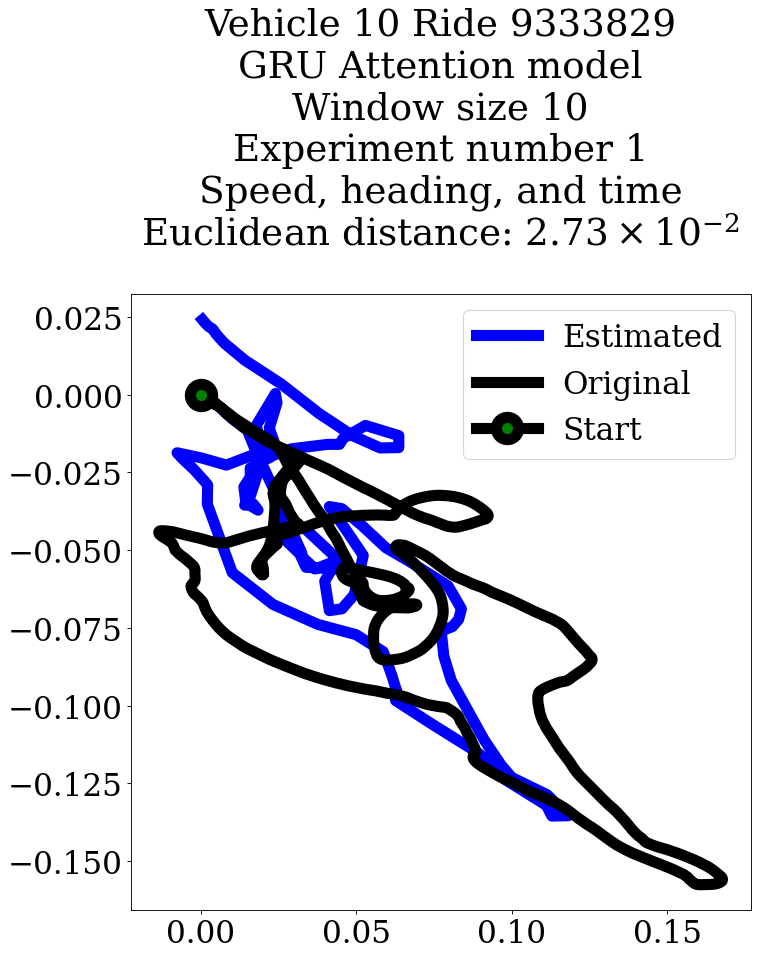 Vehicle 10 Ride 9333829
GRU Attention model
Window size 10
Experiment number 1
Speed, heading, and time
Euclidean distance: 2.73 × 10⁻²
Estimated
Original
Start
0.025
0.000
−0.025
−0.050
−0.075
−0.100
−0.125
−0.150
0.00 0.05 0.10 0.15